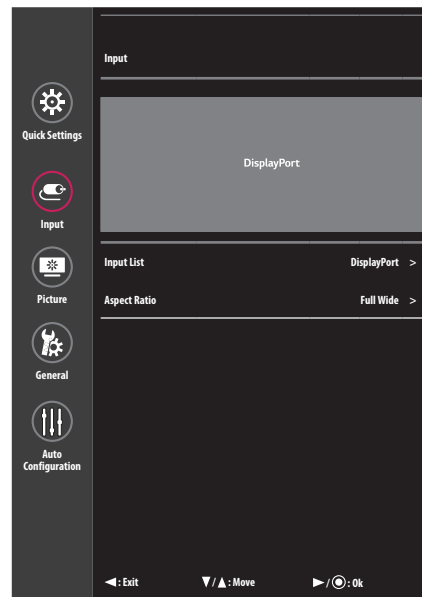 Input
Quick Settings
DisplayPort
Input
Input List DisplayPort >
Picture
Aspect Ratio Full Wide >
General
Auto
Configuration
◄ : Exit ▼ / ▲ : Move ► / ◉ : Ok